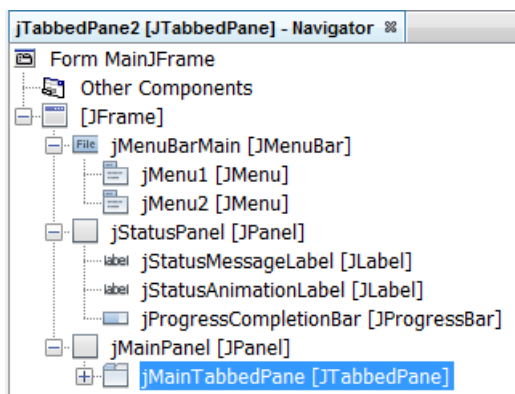 jTabbedPane2 [JTabbedPane] - Navigator
Form MainJFrame
Other Components
[JFrame]
File jMenuBarMain [JMenuBar]
jMenu1 [JMenu]
jMenu2 [JMenu]
jStatusPanel [JPanel]
label jStatusMessageLabel [JLabel]
label jStatusAnimationLabel [JLabel]
jProgressCompletionBar [JProgressBar]
jMainPanel [JPanel]
jMainTabbedPane [JTabbedPane]